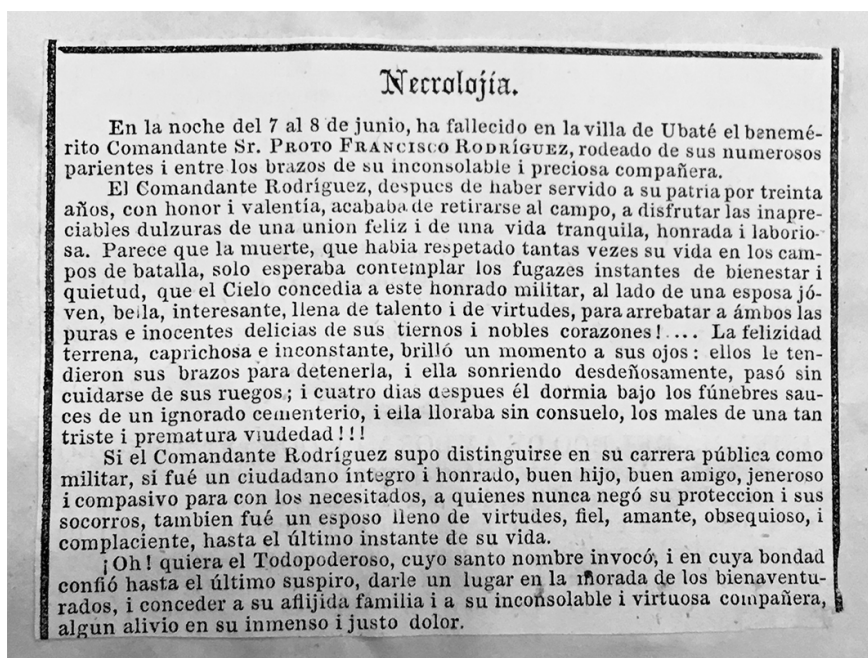 Necrolojía.
En la noche del 7 al 8 de junio, ha fallecido en la villa de Ubaté el benemé-
rito Comandante Sr. PROTO FRANCISCO RODRÍGUEZ, rodeado de sus numerosos
parientes i entre los brazos de su inconsolable i preciosa compañera.
El Comandante Rodríguez, despues de haber servido a su patria por treinta
años, con honor i valentía, acababa de retirarse al campo, a disfrutar las inapre-
ciables dulzuras de una union feliz i de una vida tranquila, honrada i laborio-
sa. Parece que la muerte, que habia respetado tantas vezes su vida en los cam-
pos de batalla, solo esperaba contemplar los fugazes instantes de bienestar i
quietud, que el Cielo concedia a este honrado militar, al lado de una esposa jó-
ven, bella, interesante, llena de talento i de virtudes, para arrebatar a ámbos las
puras e inocentes delicias de sus tiernos i nobles corazones! .... La felizidad
terrena, caprichosa e inconstante, brilló un momento a sus ojos: ellos le ten-
dieron sus brazos para detenerla, i ella sonriendo desdeñosamente, pasó sin
cuidarse de sus ruegos; i cuatro dias despues él dormia bajo los fúnebres sau-
ces de un ignorado cementerio, i ella lloraba sin consuelo, los males de una tan
triste i prematura viudedad!!!
Si el Comandante Rodríguez supo distinguirse en su carrera pública como
militar, si fué un ciudadano íntegro i honrado, buen hijo, buen amigo, jeneroso
i compasivo para con los necesitados, a quienes nunca negó su proteccion i sus
socorros, tambien fué un esposo lleno de virtudes, fiel, amante, obsequioso, i
complaciente, hasta el último instante de su vida.
¡Oh! quiera el Todopoderoso, cuyo santo nombre invocó, i en cuya bondad
confió hasta el último suspiro, darle un lugar en la morada de los bienaventu-
rados, i conceder a su aflijida familia i a su inconsolable i virtuosa compañera,
algun alivio en su inmenso i justo dolor.